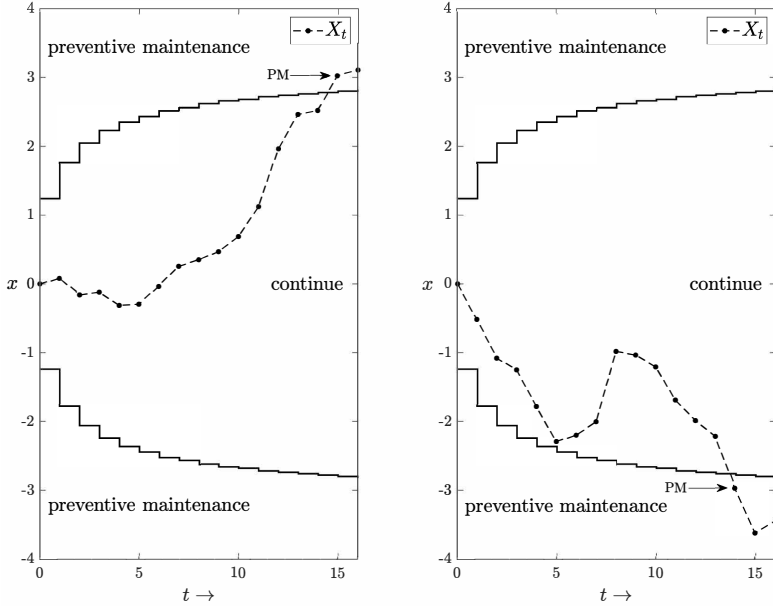 4
3
2
1
x 0
-1
-2
-3
-4
preventive maintenance
X_t
PM
continue
preventive maintenance
0 5 10 15
t →
4
3
2
1
x 0
-1
-2
-3
-4
preventive maintenance
X_t
continue
PM
preventive maintenance
0 5 10 15
t →